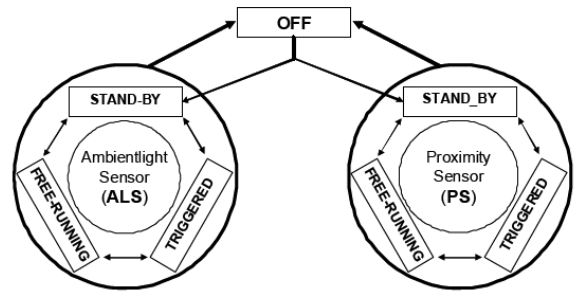 OFF
STAND-BY
Ambientlight
Sensor
(ALS)
FREE-RUNNING
TRIGGERED
STAND_BY
Proximity
Sensor
(PS)
FREE-RUNNING
TRIGGERED